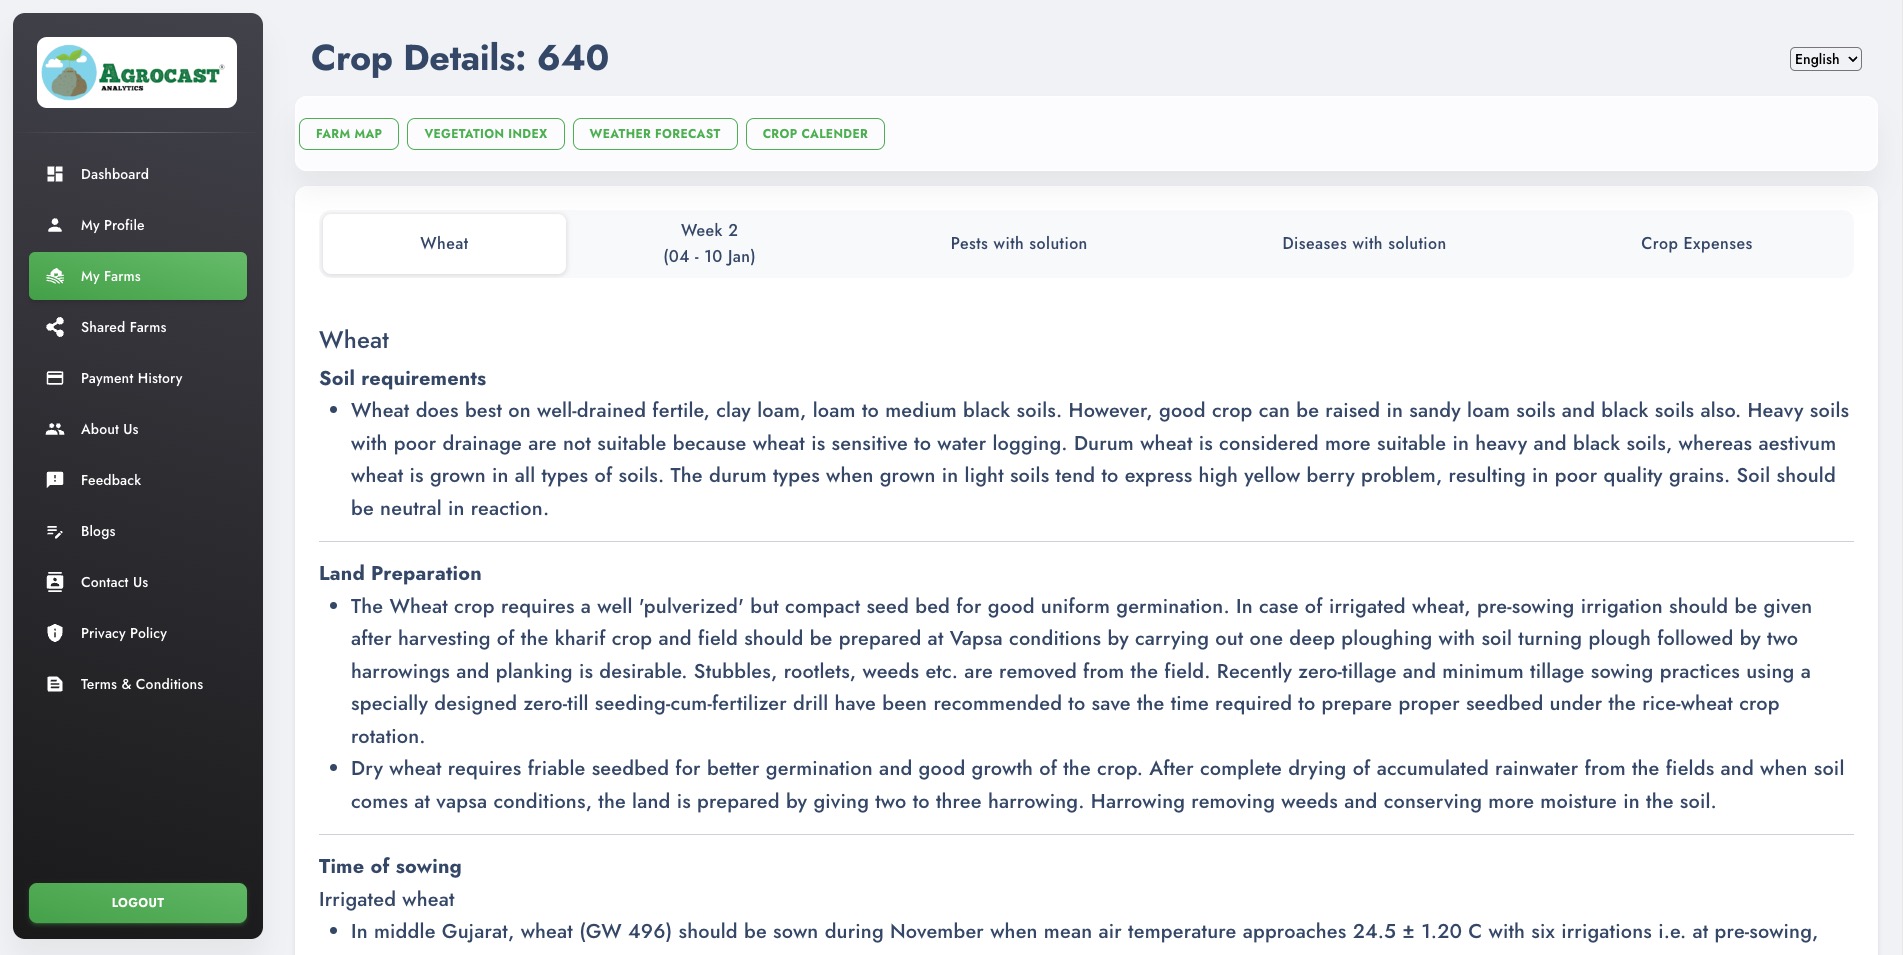 AGROCAST®
ANALYTICS
Dashboard
My Profile
My Farms
Shared Farms
Payment History
About Us
Feedback
Blogs
Contact Us
Privacy Policy
Terms & Conditions
LOGOUT
Crop Details: 640
English
FARM MAP
VEGETATION INDEX
WEATHER FORECAST
CROP CALENDER
Wheat
Week 2
(04 - 10 Jan)
Pests with solution
Diseases with solution
Crop Expenses
Wheat
Soil requirements
• Wheat does best on well-drained fertile, clay loam, loam to medium black soils. However, good crop can be raised in sandy loam soils and black soils also. Heavy soils
with poor drainage are not suitable because wheat is sensitive to water logging. Durum wheat is considered more suitable in heavy and black soils, whereas aestivum
wheat is grown in all types of soils. The durum types when grown in light soils tend to express high yellow berry problem, resulting in poor quality grains. Soil should
be neutral in reaction.
Land Preparation
• The Wheat crop requires a well 'pulverized' but compact seed bed for good uniform germination. In case of irrigated wheat, pre-sowing irrigation should be given
after harvesting of the kharif crop and field should be prepared at Vapsa conditions by carrying out one deep ploughing with soil turning plough followed by two
harrowings and planking is desirable. Stubbles, rootlets, weeds etc. are removed from the field. Recently zero-tillage and minimum tillage sowing practices using a
specially designed zero-till seeding-cum-fertilizer drill have been recommended to save the time required to prepare proper seedbed under the rice-wheat crop
rotation.
• Dry wheat requires friable seedbed for better germination and good growth of the crop. After complete drying of accumulated rainwater from the fields and when soil
comes at vapsa conditions, the land is prepared by giving two to three harrowing. Harrowing removing weeds and conserving more moisture in the soil.
Time of sowing
Irrigated wheat
• In middle Gujarat, wheat (GW 496) should be sown during November when mean air temperature approaches 24.5 ± 1.20 C with six irrigations i.e. at pre-sowing,